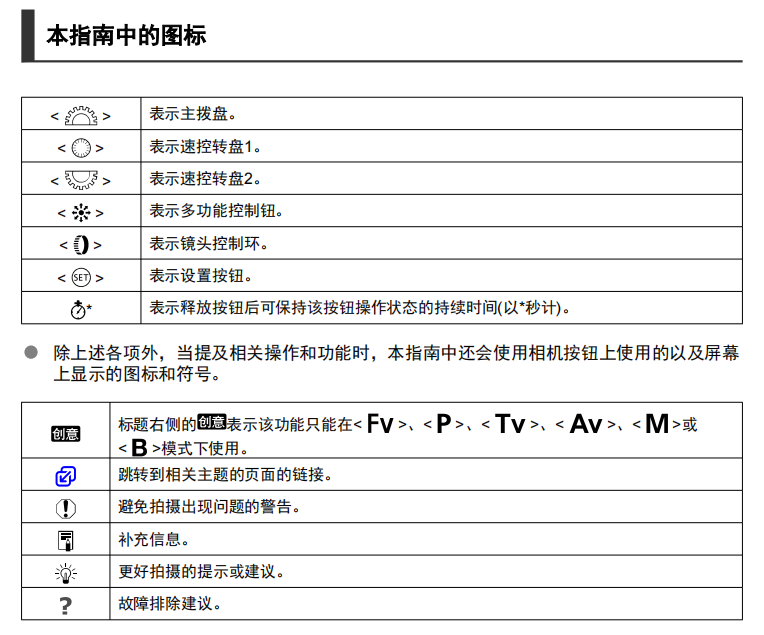 本指南中的图标
< > 表示主拨盘。
< > 表示速控转盘1。
< > 表示速控转盘2。
< > 表示多功能控制钮。
< > 表示镜头控制环。
< SET > 表示设置按钮。
* 表示释放按钮后可保持该按钮操作状态的持续时间(以*秒计)。
● 除上述各项外，当提及相关操作和功能时，本指南中还会使用相机按钮上使用的以及屏幕
上显示的图标和符号。
创意 标题右侧的创意表示该功能只能在< Fv >、< P >、< Tv >、< Av >、< M >或
< B >模式下使用。
跳转到相关主题的页面的链接。
避免拍摄出现问题的警告。
补充信息。
更好拍摄的提示或建议。
? 故障排除建议。